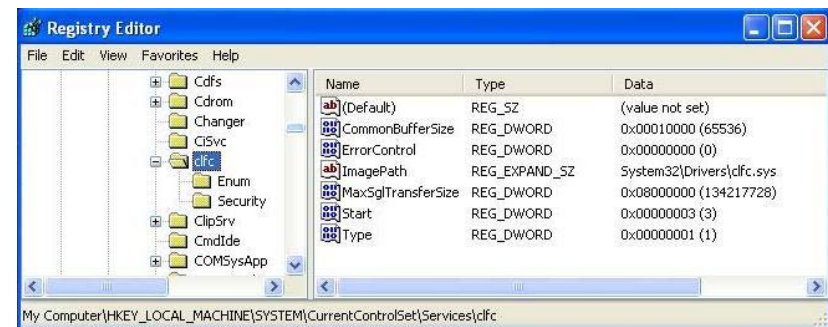 Registry Editor
File Edit View Favorites Help
Cdfs
Cdrom
Changer
CiSvc
clfc
Enum
Security
ClipSrv
CmdIde
COMSysApp
Name Type Data
(Default) REG_SZ (value not set)
CommonBufferSize REG_DWORD 0x00010000 (65536)
ErrorControl REG_DWORD 0x00000000 (0)
ImagePath REG_EXPAND_SZ System32\Drivers\clfc.sys
MaxSglTransferSize REG_DWORD 0x08000000 (134217728)
Start REG_DWORD 0x00000003 (3)
Type REG_DWORD 0x00000001 (1)
My Computer\HKEY_LOCAL_MACHINE\SYSTEM\CurrentControlSet\Services\clfc